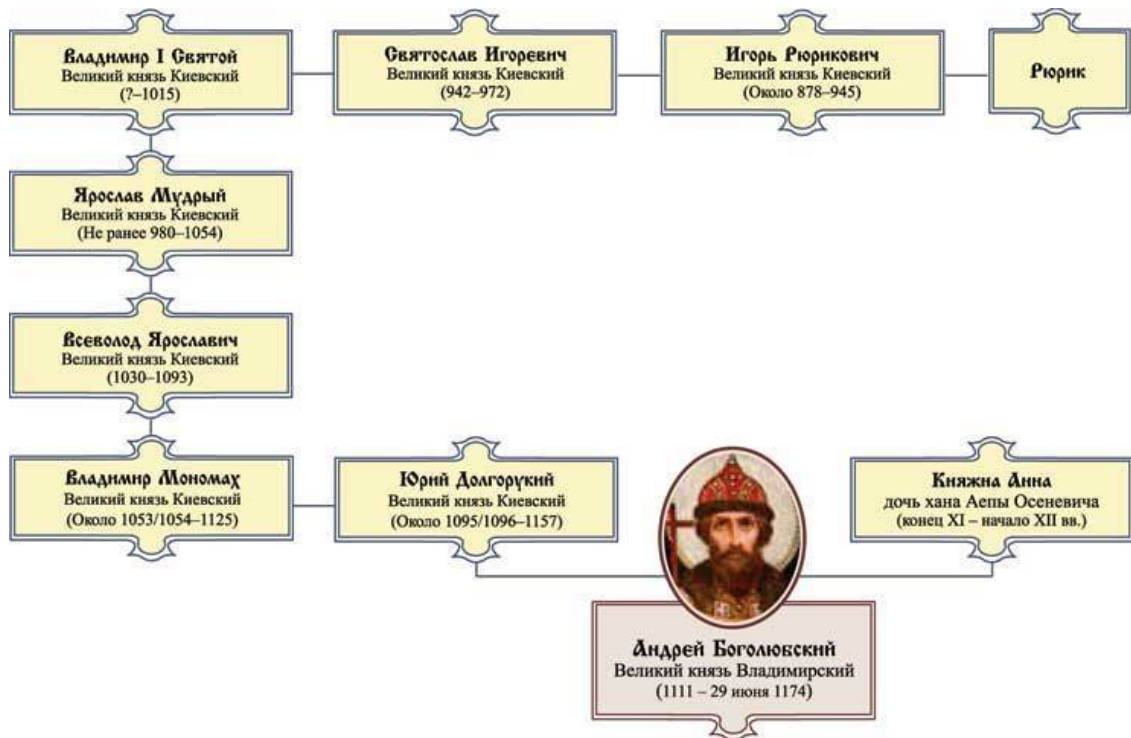 Владимир I Святой
Великий князь Киевский
(?–1015)
Святослав Игоревич
Великий князь Киевский
(942–972)
Игорь Рюрикович
Великий князь Киевский
(Около 878–945)
Рюрик
Ярослав Мудрый
Великий князь Киевский
(Не ранее 980–1054)
Всеволод Ярославич
Великий князь Киевский
(1030–1093)
Владимир Мономах
Великий князь Киевский
(Около 1053/1054–1125)
Юрий Долгорукий
Великий князь Киевский
(Около 1095/1096–1157)
Княжна Анна
дочь хана Аепы Осеневича
(конец XI – начало XII вв.)
Андрей Боголюбский
Великий князь Владимирский
(1111 – 29 июня 1174)